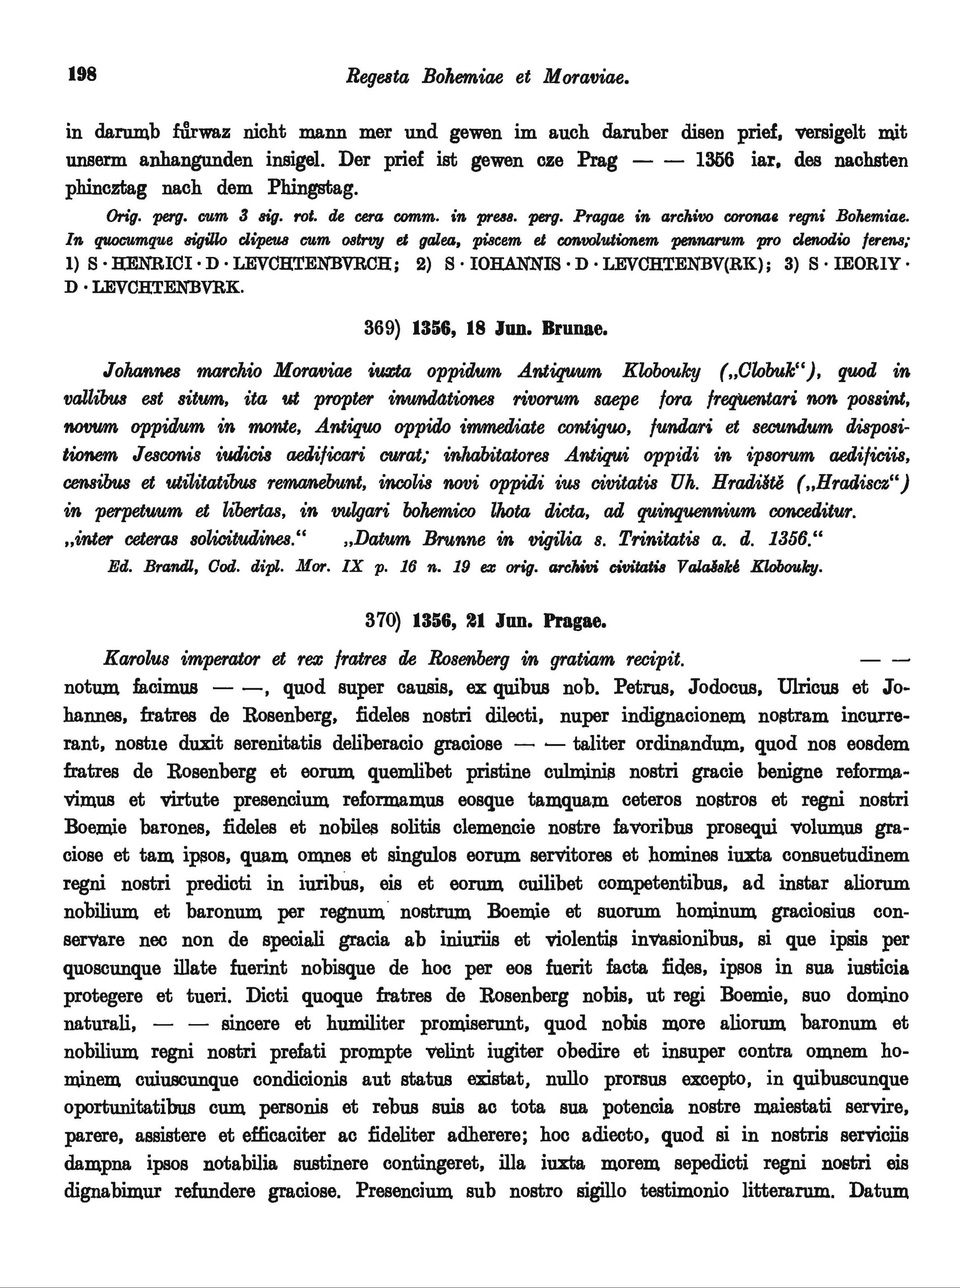 198 Regesta Bohemiae et Moraviae.
in darumb fůrwaz nicht mann mer und gewen im auch daruber disen prief, versigelt mit
unserm anhangunden insigel. Der prief ist gewen cze Prag — — 1356 iar, des nachsten
phincztag nach dem Phingstag.
Orig. perg. cum 3 sig. rot. de cera comm. in press. perg. Pragae in archivo coronae regni Bohemiae.
In quocumque sigillo clipeus cum ostrvy et galea, piscem et convolutionem pennarum pro clenodio ferens;
1) S · HENRICI · D · LEVCHTENBVRCH; 2) S · IOHANNIS · D · LEVCHTENBV(RK); 3) S · IEORIY ·
D · LEVCHTENBVRK.
369) 1356, 18 Jun. Brunae.
Johannes marchio Moraviae iuxta oppidum Antiquum Klobouky („Clobuk“), quod in
vallibus est situm, ita ut propter inundationes rivorum saepe fora frequentari non possint,
novum oppidum in monte, Antiquo oppido immediate contiguo, fundari et secundum disposi-
tionem Jesconis iudicis aedificari curat; inhabitatores Antiqui oppidi in ipsorum aedificiis,
censibus et utilitatibus remanebunt, incolis novi oppidi ius civitatis Uh. Hradiště („Hradiscz“)
in perpetuum et libertas, in vulgari bohemico lhota dicta, ad quinquennium conceditur.
„inter ceteras solicitudines.“ „Datum Brunne in vigilia s. Trinitatis a. d. 1356.“
Ed. Brandl, Cod. dipl. Mor. IX p. 16 n. 19 ex orig. archivi civitatis Valašské Klobouky.
370) 1356, 21 Jun. Pragae.
Karolus imperator et rex fratres de Rosenberg in gratiam recipit. — —
notum facimus — —, quod super causis, ex quibus nob. Petrus, Jodocus, Ulricus et Jo-
hannes, fratres de Rosenberg, fideles nostri dilecti, nuper indignacionem nostram incurre-
rant, nostre duxit serenitatis deliberacio graciose — — taliter ordinandum, quod nos eosdem
fratres de Rosenberg et eorum quemlibet pristine culminis nostri gracie benigne reforma-
vimus et virtute presencium reformamus eosque tamquam ceteros nostros et regni nostri
Boemie barones, fideles et nobiles solitis clemencie nostre favoribus prosequi volumus gra-
ciose et tam ipsos, quam omnes et singulos eorum servitores et homines iuxta consuetudinem
regni nostri predicti in iuribus, eis et eorum cuilibet competentibus, ad instar aliorum
nobilium et baronum per regnum nostrum Boemie et suorum hominum graciosius con-
servare nec non de speciali gracia ab iniuriis et violentis invasionibus, si que ipsis per
quoscunque illate fuerint nobisque de hoc per eos fuerit facta fides, ipsos in sua iusticia
protegere et tueri. Dicti quoque fratres de Rosenberg nobis, ut regi Boemie, suo domino
naturali, — — sincere et humiliter promiserunt, quod nobis more aliorum baronum et
nobilium regni nostri prefati prompte velint iugiter obedire et insuper contra omnem ho-
minem cuiuscunque condicionis aut status existat, nullo prorsus excepto, in quibuscunque
oportunitatibus cum personis et rebus suis ac tota sua potencia nostre maiestati servire,
parere, assistere et efficaciter ac fideliter adherere; hoc adiecto, quod si in nostris serviciis
dampna ipsos notabilia sustinere contingeret, illa iuxta morem sepedicti regni nostri eis
dignabimur refundere graciose. Presencium sub nostro sigillo testimonio litterarum. Datum